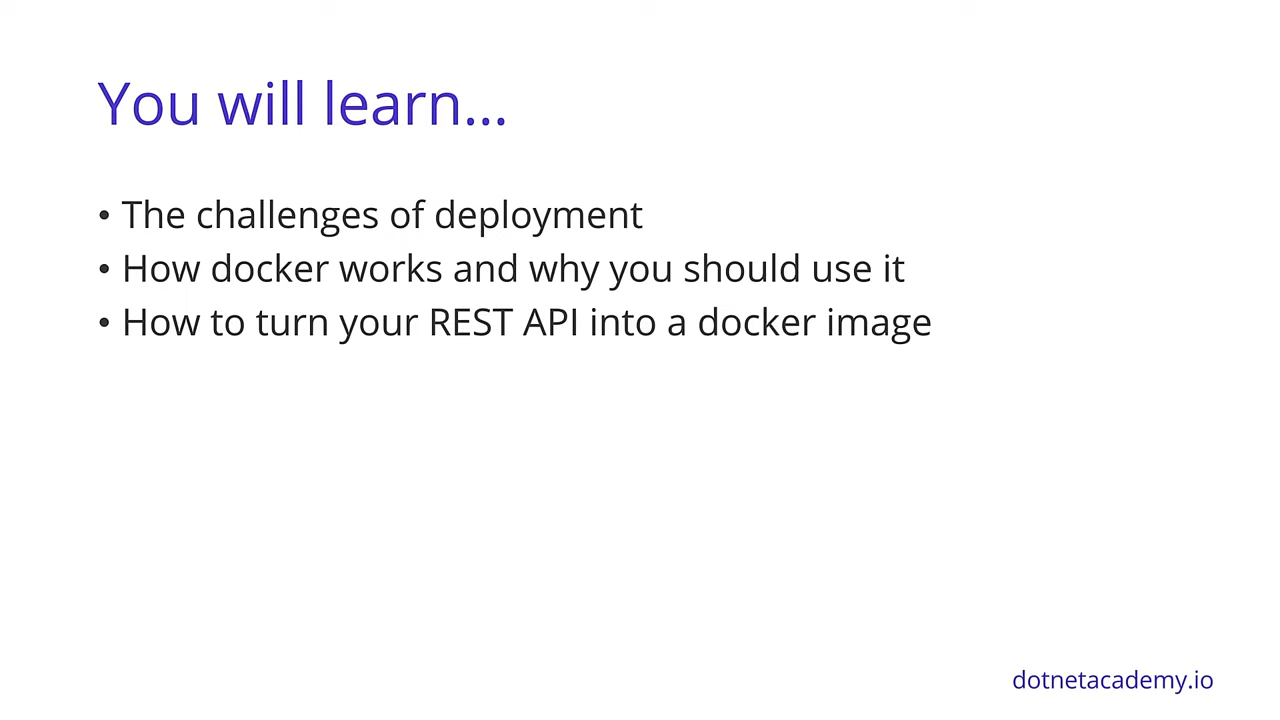 You will learn...
• The challenges of deployment
• How docker works and why you should use it
• How to turn your REST API into a docker image
dotnetacademy.io